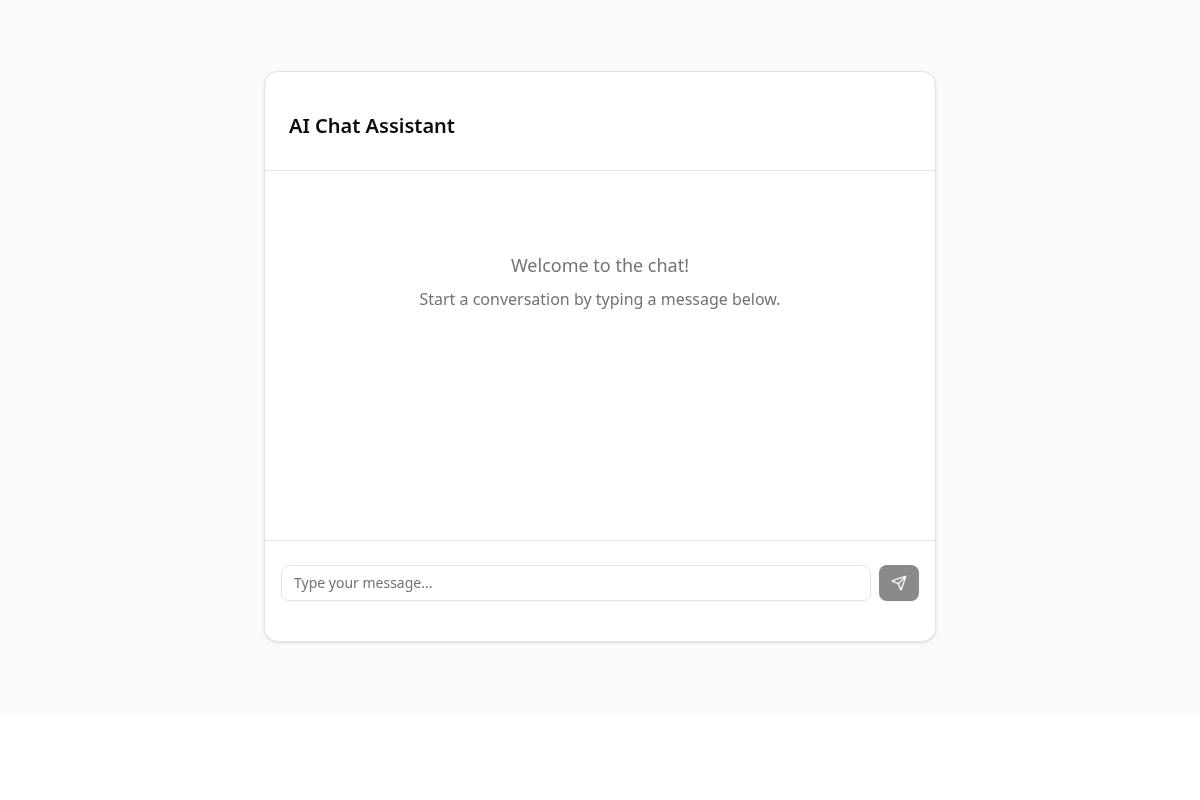 AI Chat Assistant
Welcome to the chat!
Start a conversation by typing a message below.
Type your message...